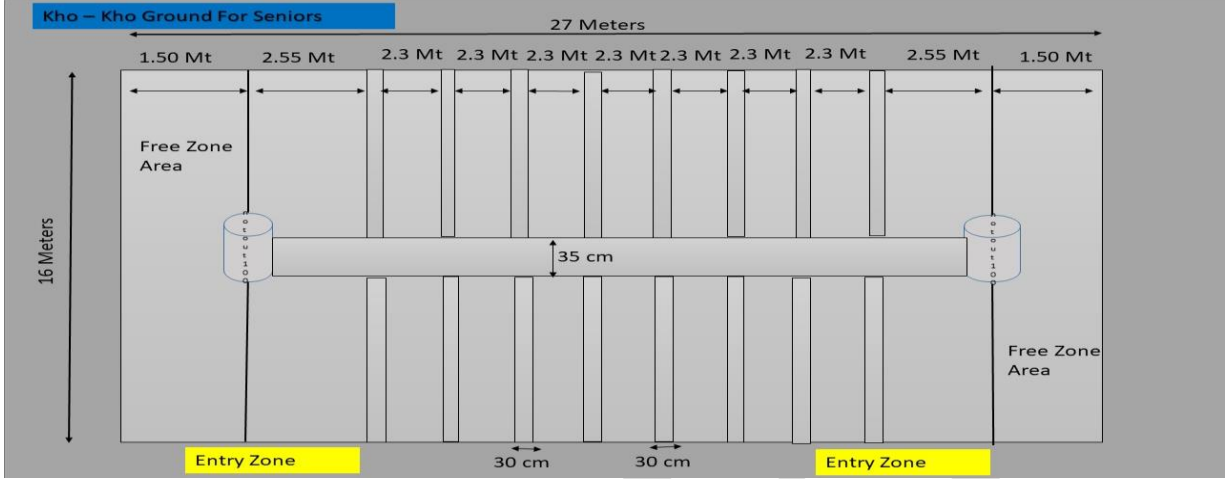 Kho – Kho Ground For Seniors
27 Meters
1.50 Mt 2.55 Mt 2.3 Mt 2.3 Mt 2.3 Mt 2.3 Mt 2.3 Mt 2.3 Mt 2.3 Mt 2.55 Mt 1.50 Mt
Free Zone
Area
16 Meters
notout100
notout100
35 cm
Free Zone
Area
Entry Zone
30 cm
30 cm
Entry Zone